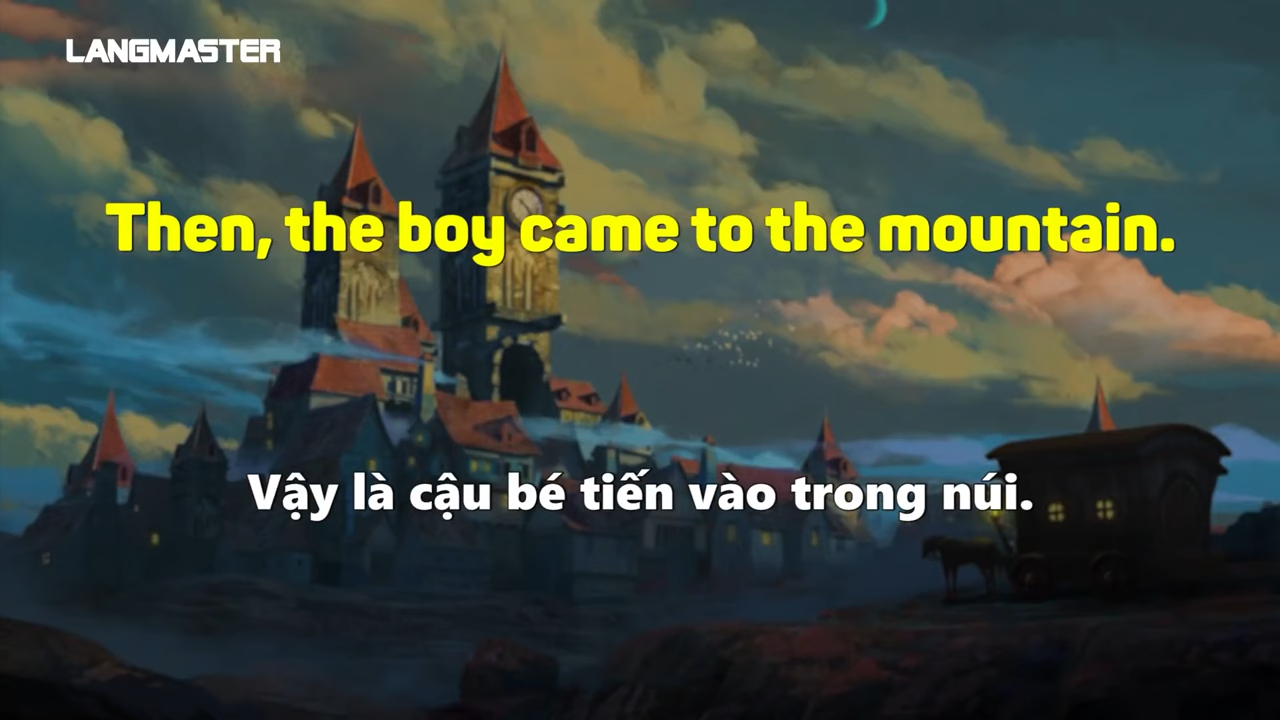 LANGMASTER
Then, the boy came to the mountain.
Vậy là cậu bé tiến vào trong núi.